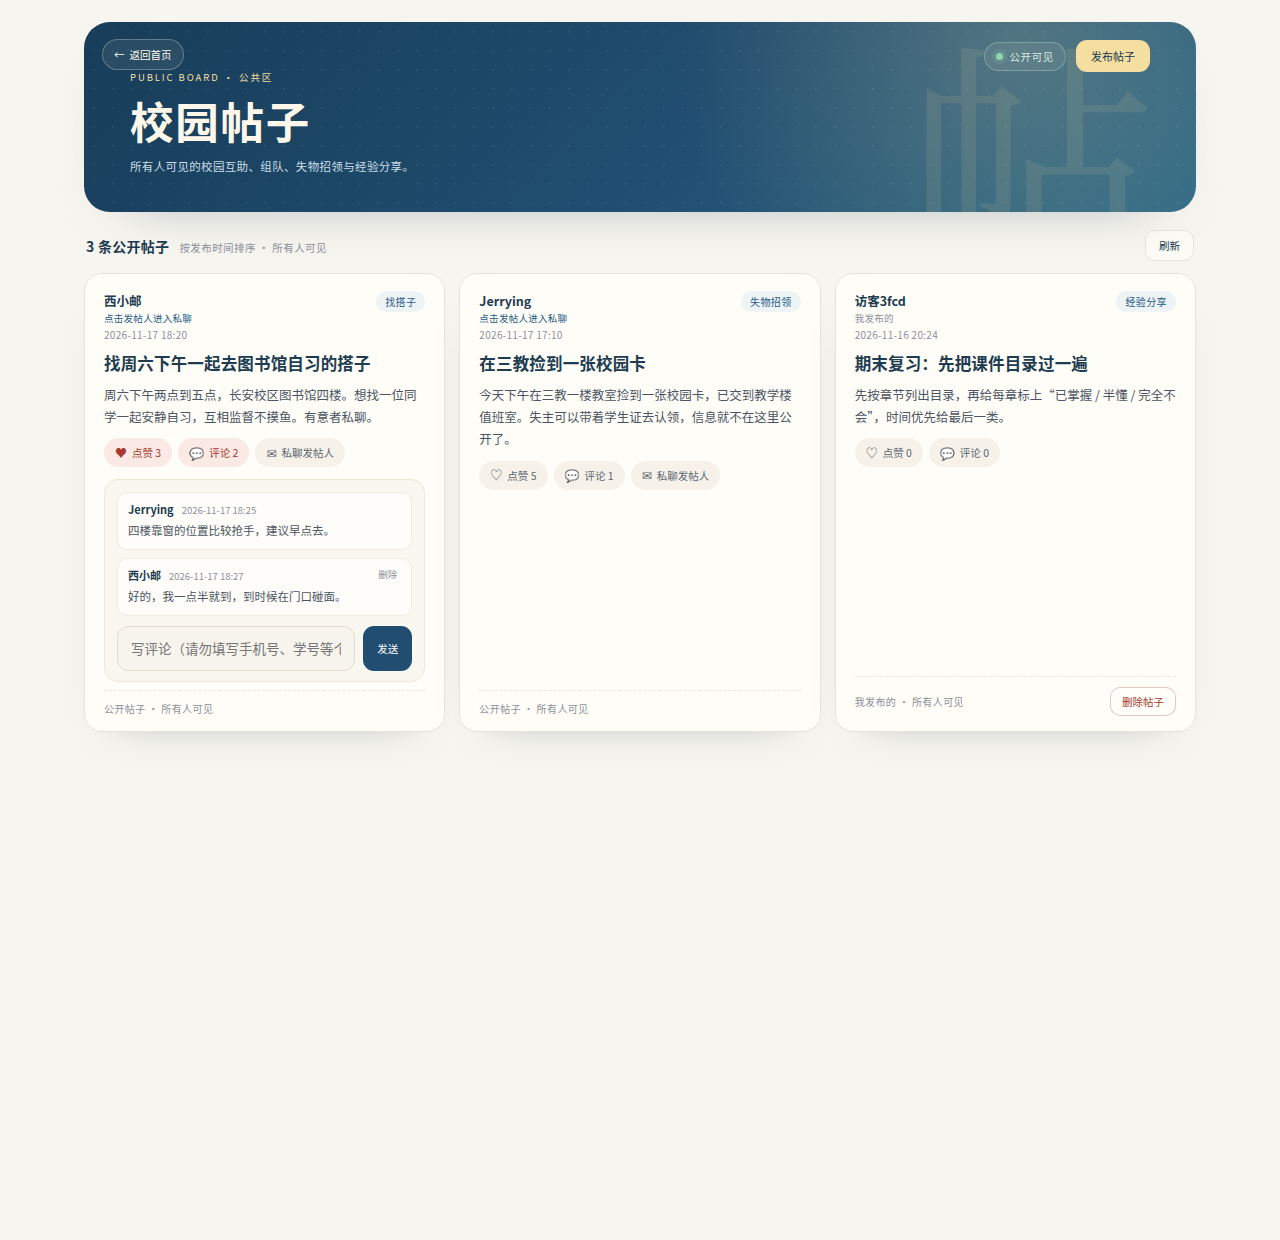 ← 返回首页
公开可见
发布帖子
PUBLIC BOARD · 公共区
校园帖子
所有人可见的校园互助、组队、失物招领与经验分享。
帖
3 条公开帖子 按发布时间排序 · 所有人可见
刷新
西小邮 找搭子
点击发帖人进入私聊
2026-11-17 18:20
找周六下午一起去图书馆自习的搭子
周六下午两点到五点，长安校区图书馆四楼。想找一位同
学一起安静自习，互相监督不摸鱼。有意者私聊。
♥ 点赞 3 💬 评论 2 ✉ 私聊发帖人
Jerrying 2026-11-17 18:25
四楼靠窗的位置比较抢手，建议早点去。
西小邮 2026-11-17 18:27 删除
好的，我一点半就到，到时候在门口碰面。
写评论（请勿填写手机号、学号等个
发送
公开帖子 · 所有人可见
Jerrying 失物招领
点击发帖人进入私聊
2026-11-17 17:10
在三教捡到一张校园卡
今天下午在三教一楼教室捡到一张校园卡，已交到教学楼
值班室。失主可以带着学生证去认领，信息就不在这里公
开了。
♡ 点赞 5 💬 评论 1 ✉ 私聊发帖人
公开帖子 · 所有人可见
访客3fcd 经验分享
我发布的
2026-11-16 20:24
期末复习：先把课件目录过一遍
先按章节列出目录，再给每章标上“已掌握 / 半懂 / 完全不
会”，时间优先给最后一类。
♡ 点赞 0 💬 评论 0
我发布的 · 所有人可见
删除帖子